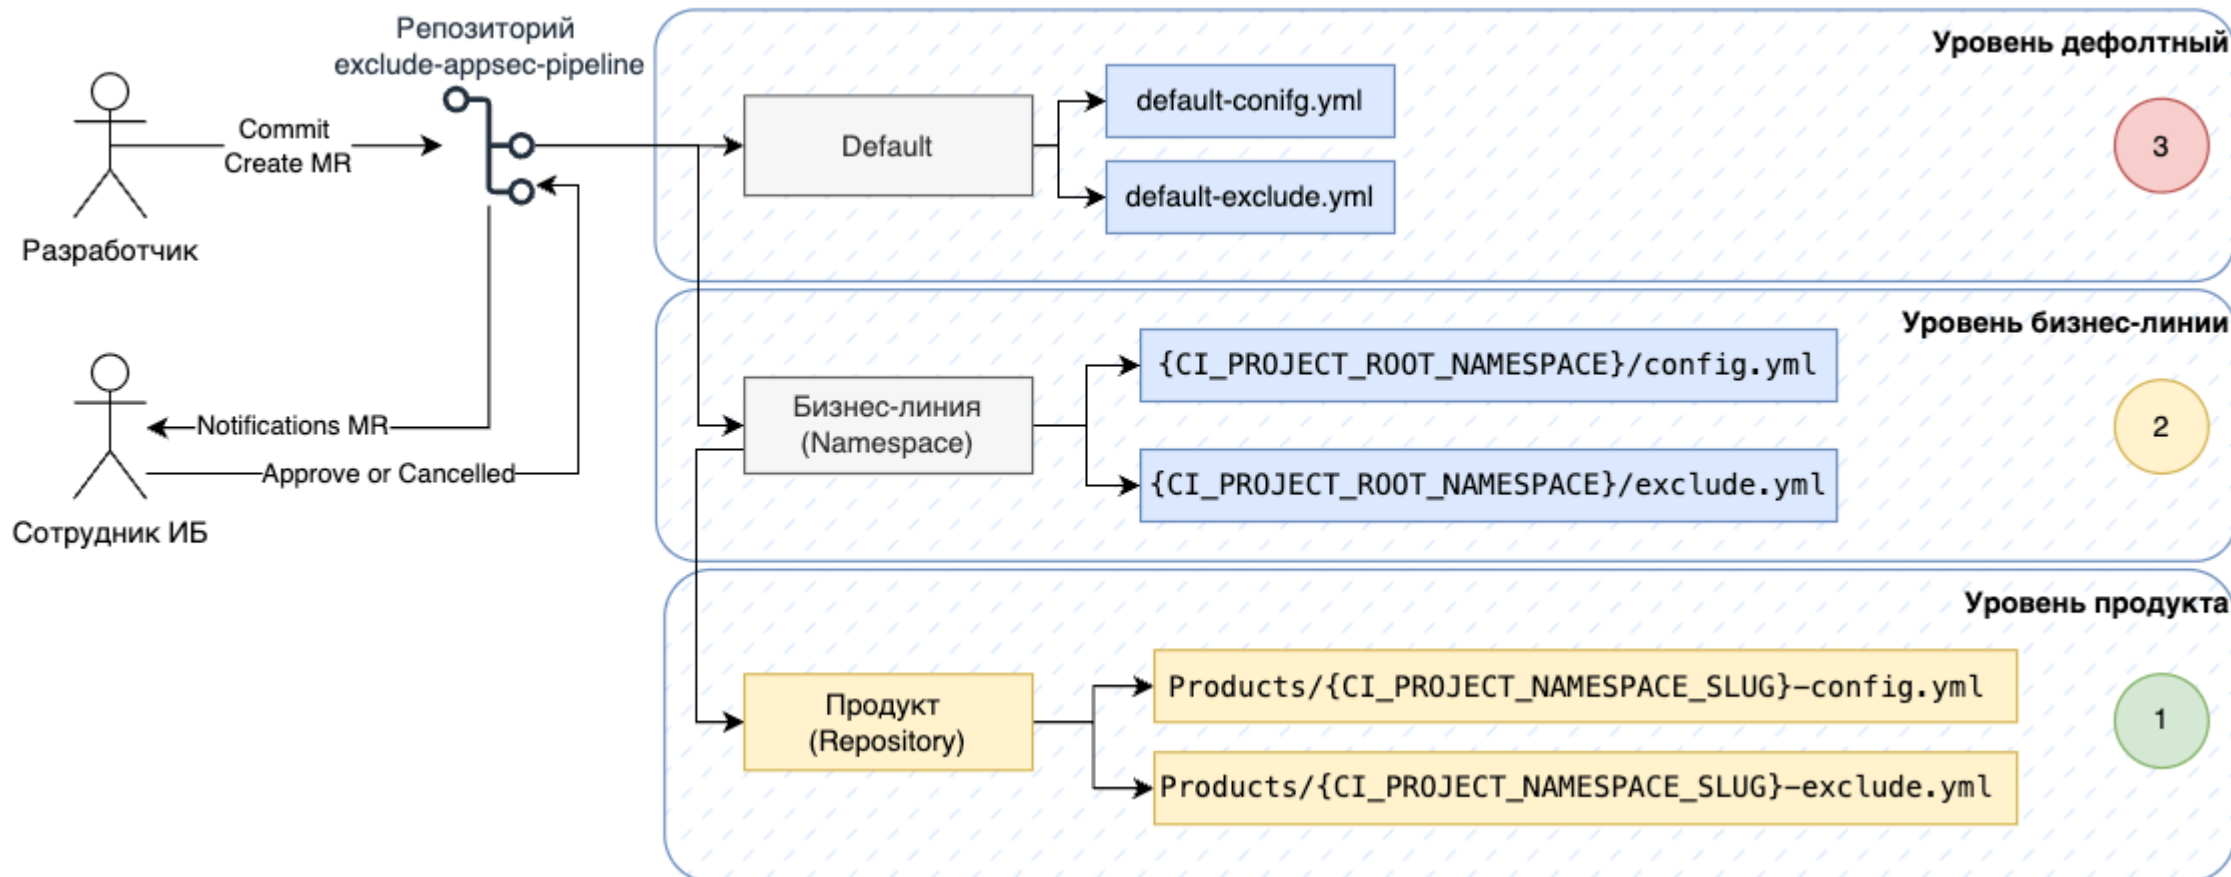 Репозиторий
exclude-appsec-pipeline
Commit
Create MR
Разработчик
Notifications MR
Approve or Cancelled
Сотрудник ИБ
Уровень дефолтный
Default
default-conifg.yml
default-exclude.yml
3
Уровень бизнес-линии
Бизнес-линия
(Namespace)
{CI_PROJECT_ROOT_NAMESPACE}/config.yml
{CI_PROJECT_ROOT_NAMESPACE}/exclude.yml
2
Уровень продукта
Продукт
(Repository)
Products/{CI_PROJECT_NAMESPACE_SLUG}-config.yml
Products/{CI_PROJECT_NAMESPACE_SLUG}-exclude.yml
1